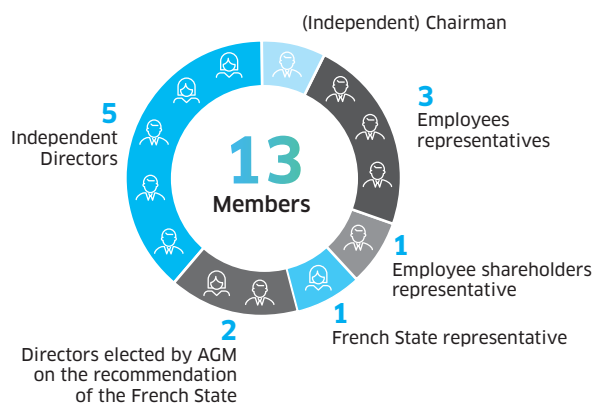 (Independent) Chairman
3
Employees
representatives
1
Employee shareholders
representative
1
French State representative
2
Directors elected by AGM
on the recommendation
of the French State
5
Independent
Directors
13
Members